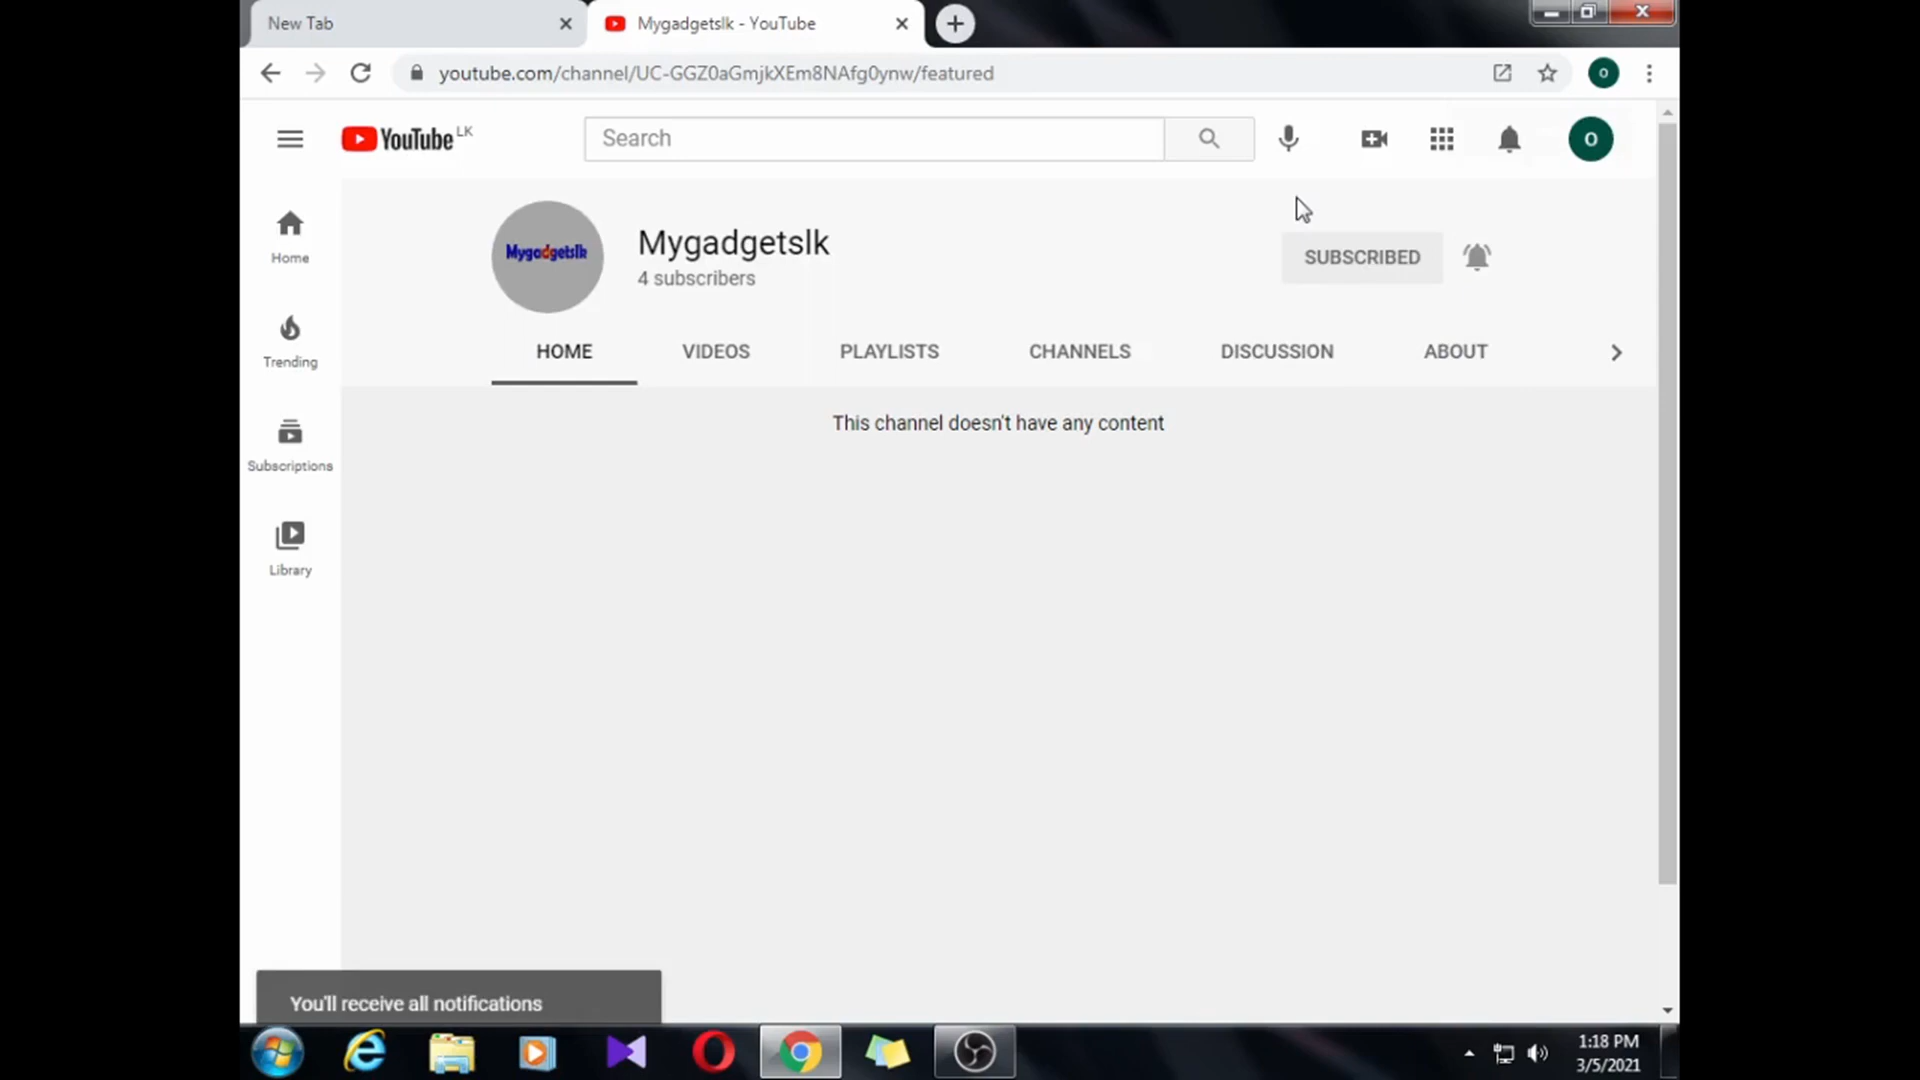 New Tab
Mygadgetslk - YouTube
youtube.com/channel/UC-GGZ0aGmjkXEm8NAfg0ynw/featured
o
YouTube LK
Search
o
Home
Trending
Subscriptions
Library
Mygadgetslk
Mygadgetslk
4 subscribers
SUBSCRIBED
HOME
VIDEOS
PLAYLISTS
CHANNELS
DISCUSSION
ABOUT
This channel doesn't have any content
You'll receive all notifications
1:18 PM
3/5/2021